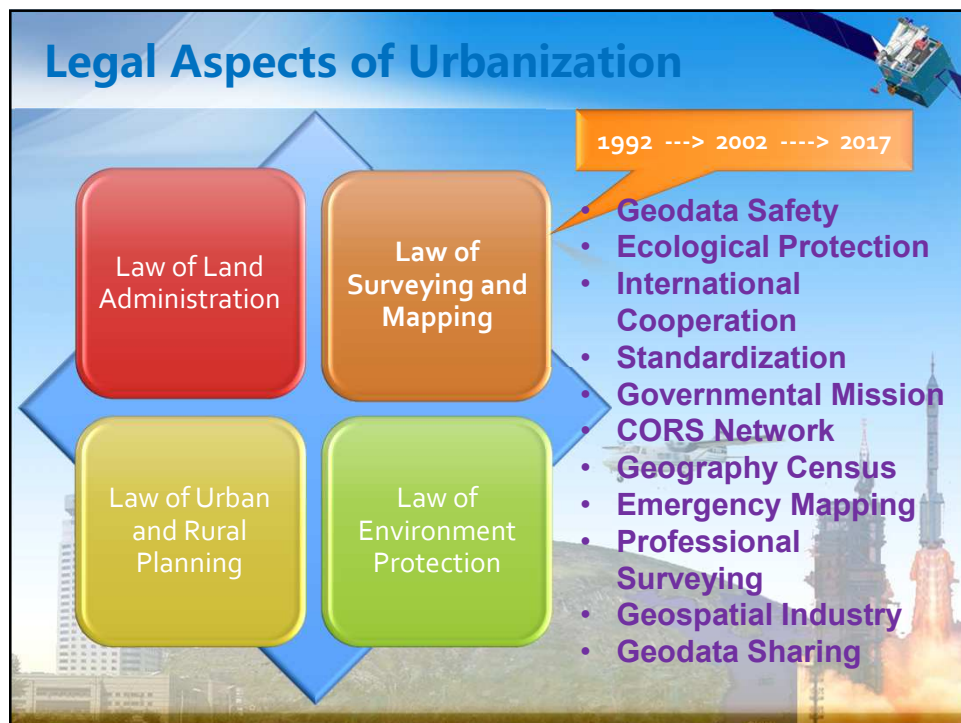 Legal Aspects of Urbanization
1992 ---> 2002 ----> 2017
Law of Land
Administration
Law of
Surveying and
Mapping
Law of Urban
and Rural
Planning
Law of
Environment
Protection
• Geodata Safety
• Ecological Protection
• International
Cooperation
• Standardization
• Governmental Mission
• CORS Network
• Geography Census
• Emergency Mapping
• Professional
Surveying
• Geospatial Industry
• Geodata Sharing